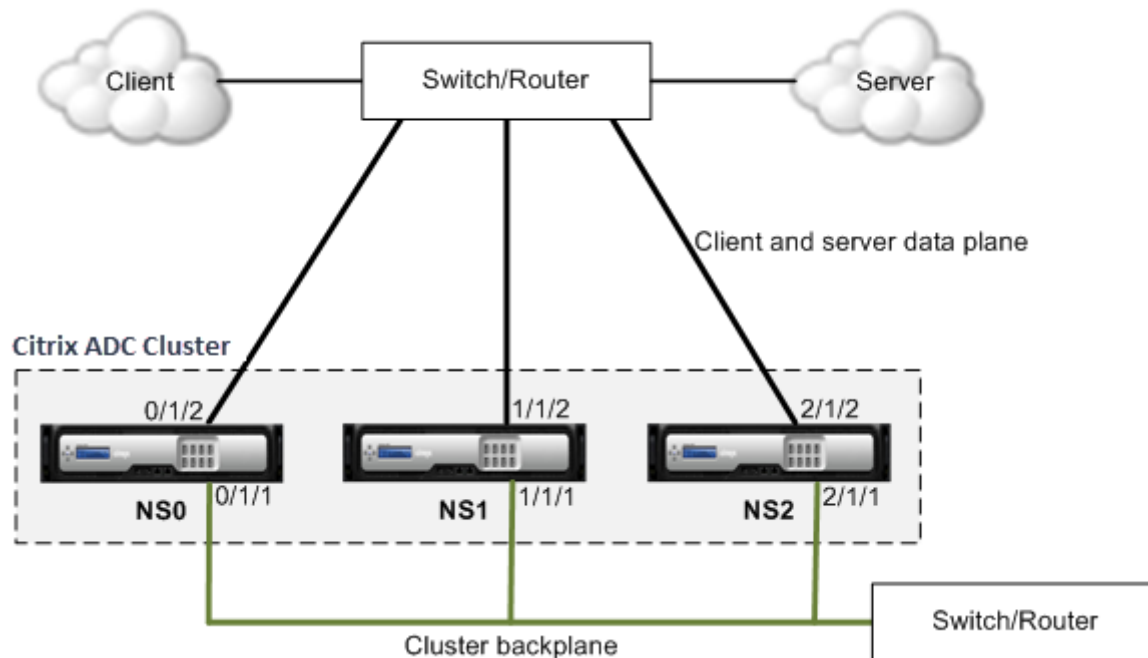 Client
Switch/Router
Server
Client and server data plane
Citrix ADC Cluster
0/1/2
1/1/2
2/1/2
0/1/1
1/1/1
2/1/1
NS0
NS1
NS2
Switch/Router
Cluster backplane